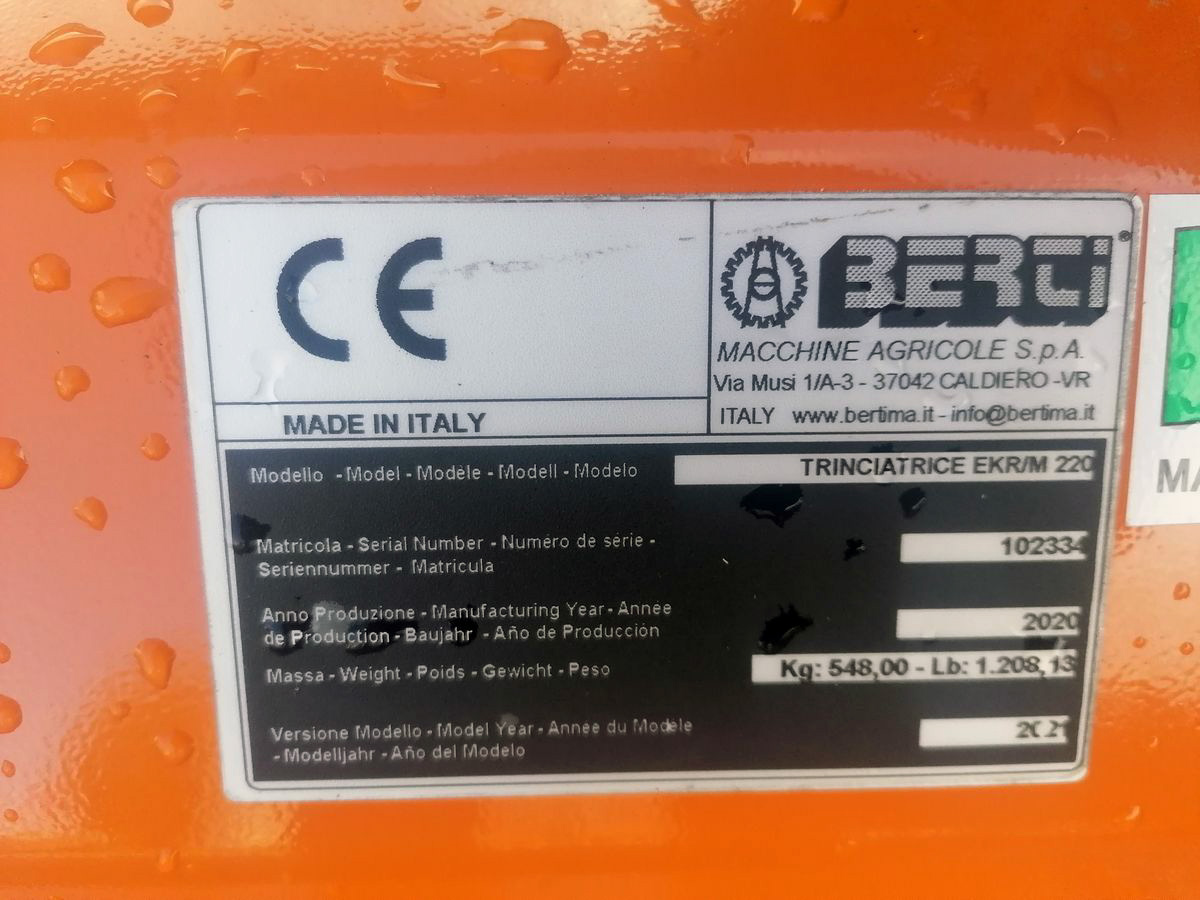 CE
BERTI®
MACCHINE AGRICOLE S.p.A.
Via Musi 1/A-3 - 37042 CALDIERO -VR
ITALY www.bertima.it - info@bertima.it
MADE IN ITALY
Modello - Model - Modèle - Modell - Modelo TRINCIATRICE EKR/M 220
Matricola - Serial Number - Numéro de série - 102334
Seriennummer - Matricula
Anno Produzione - Manufacturing Year - Année 2020
de Production - Baujahr - Año de Producción
Massa - Weight - Poids - Gewicht - Peso Kg: 548,00 - Lb: 1.208,13
Versione Modello - Model Year - Année du Modèle 2021
- Modelljahr - Año del Modelo
MA